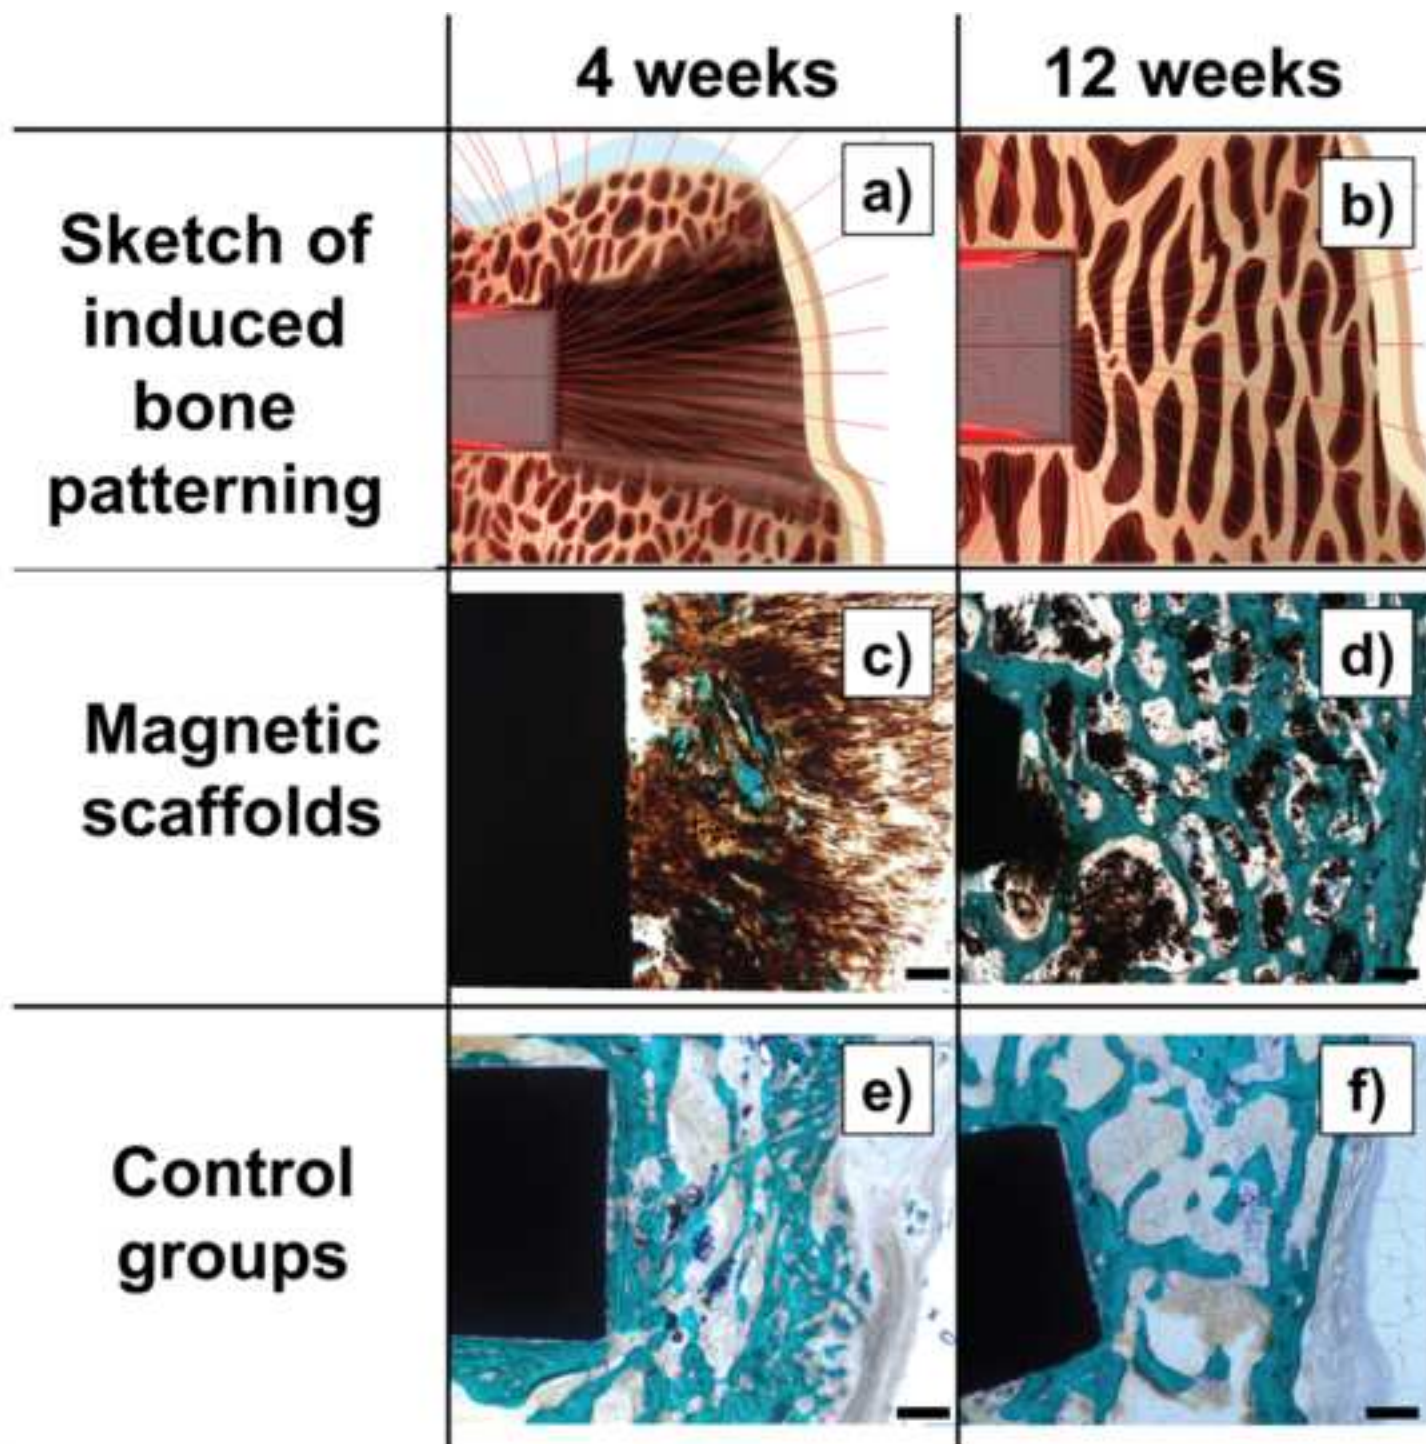 4 weeks
12 weeks
Sketch of
induced
bone
patterning
a)
b)
Magnetic
scaffolds
c)
d)
Control
groups
e)
f)